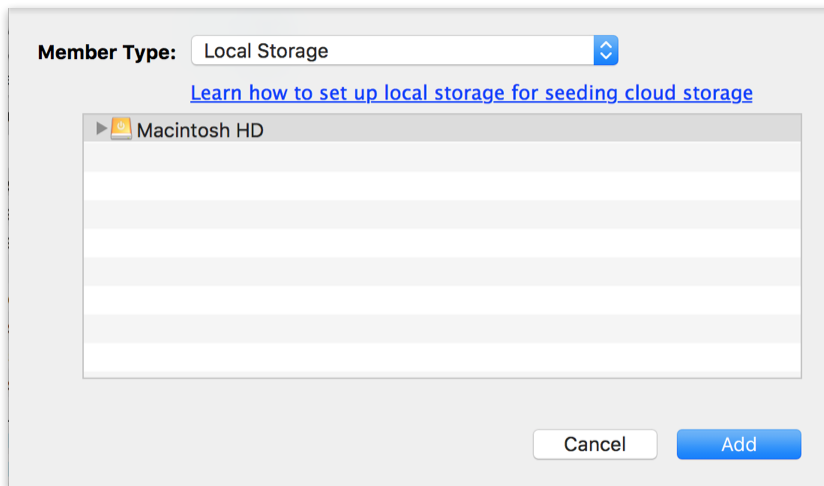 Member Type: Local Storage
Learn how to set up local storage for seeding cloud storage
Macintosh HD
Cancel Add